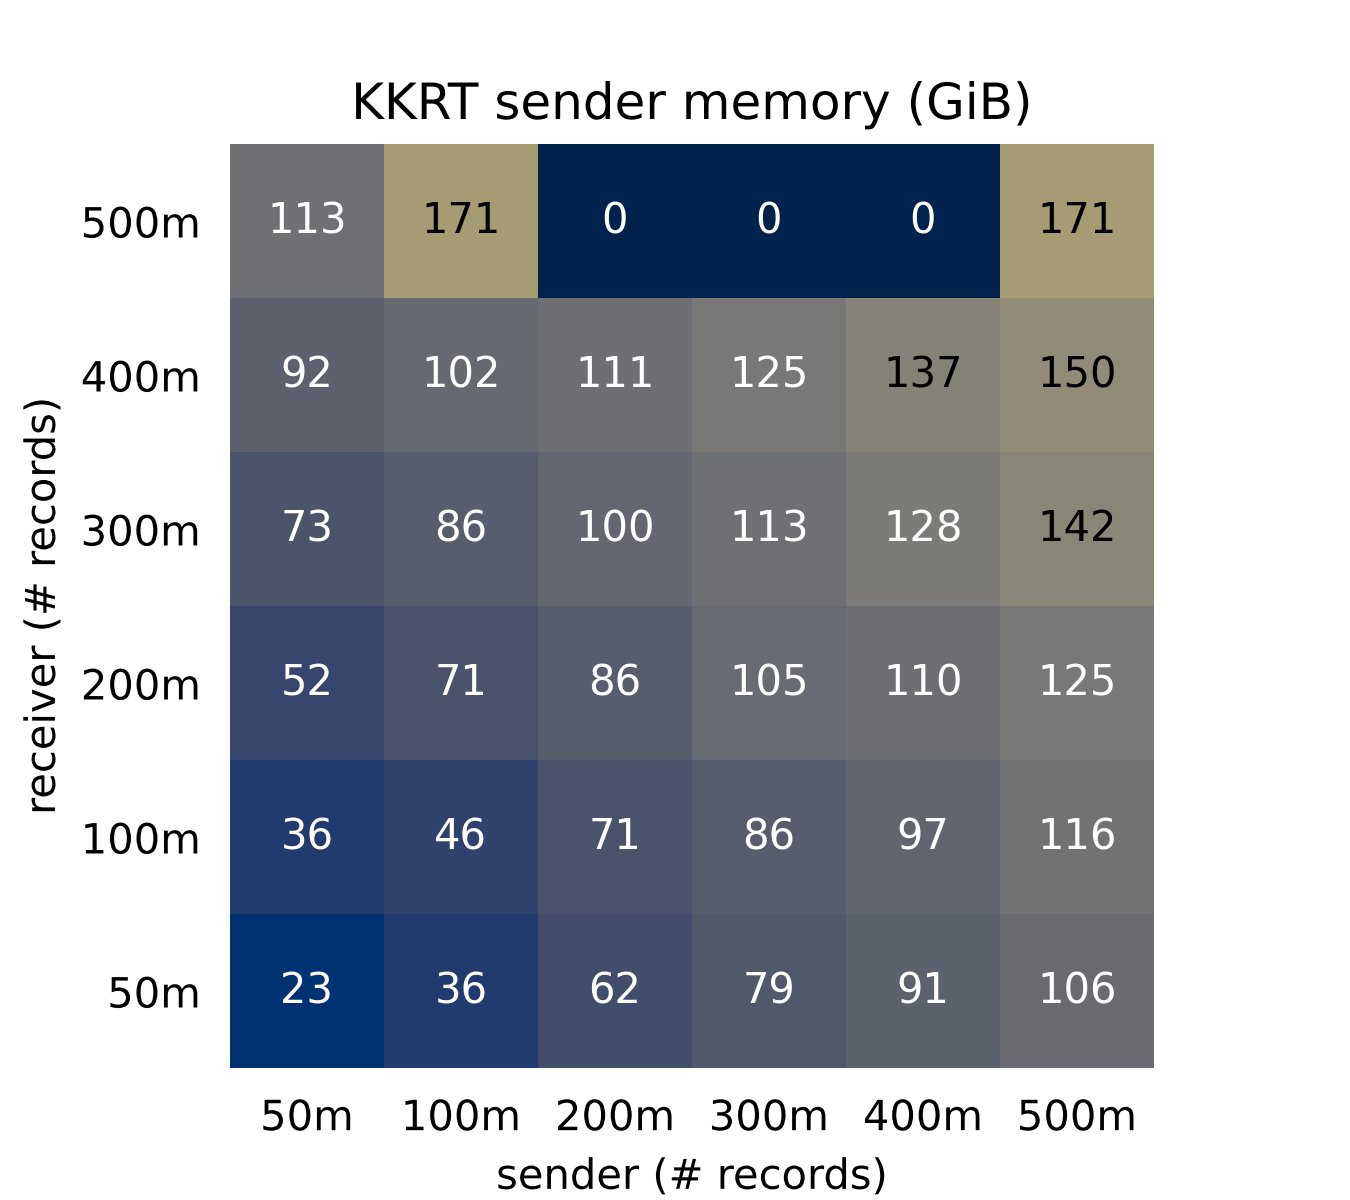 KKRT sender memory (GiB)
500m 113 171 0 0 0 171
400m 92 102 111 125 137 150
300m 73 86 100 113 128 142
200m 52 71 86 105 110 125
100m 36 46 71 86 97 116
50m 23 36 62 79 91 106
receiver (# records)
50m 100m 200m 300m 400m 500m
sender (# records)